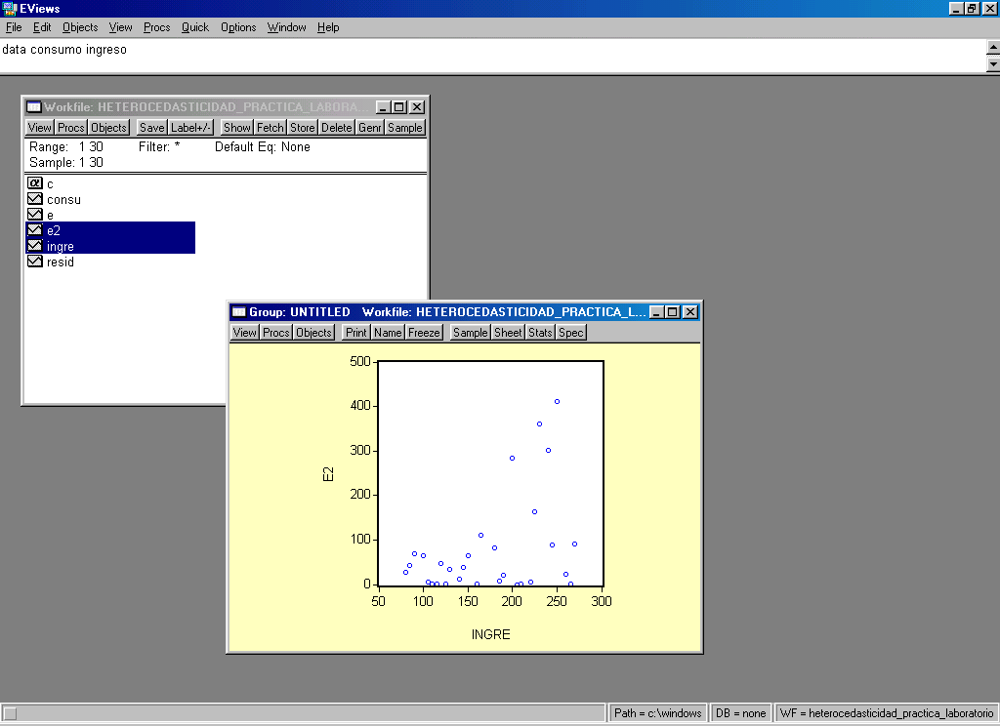 EViews
File Edit Objects View Procs Quick Options Window Help
data consumo ingreso
Workfile: HETEROCEDASTICIDAD_PRACTICA_LABORA...
View Procs Objects Save Label+/- Show Fetch Store Delete Genr Sample
Range: 1 30 Filter: * Default Eq: None
Sample: 1 30
c
consu
e
e2
ingre
resid
Group: UNTITLED Workfile: HETEROCEDASTICIDAD_PRACTICA_L...
View Procs Objects Print Name Freeze Sample Sheet Stats Spec
500
400
300
E2
200
100
0
50 100 150 200 250 300
INGRE
Path = c:\windows DB = none WF = heterocedasticidad_practica_laboratorio